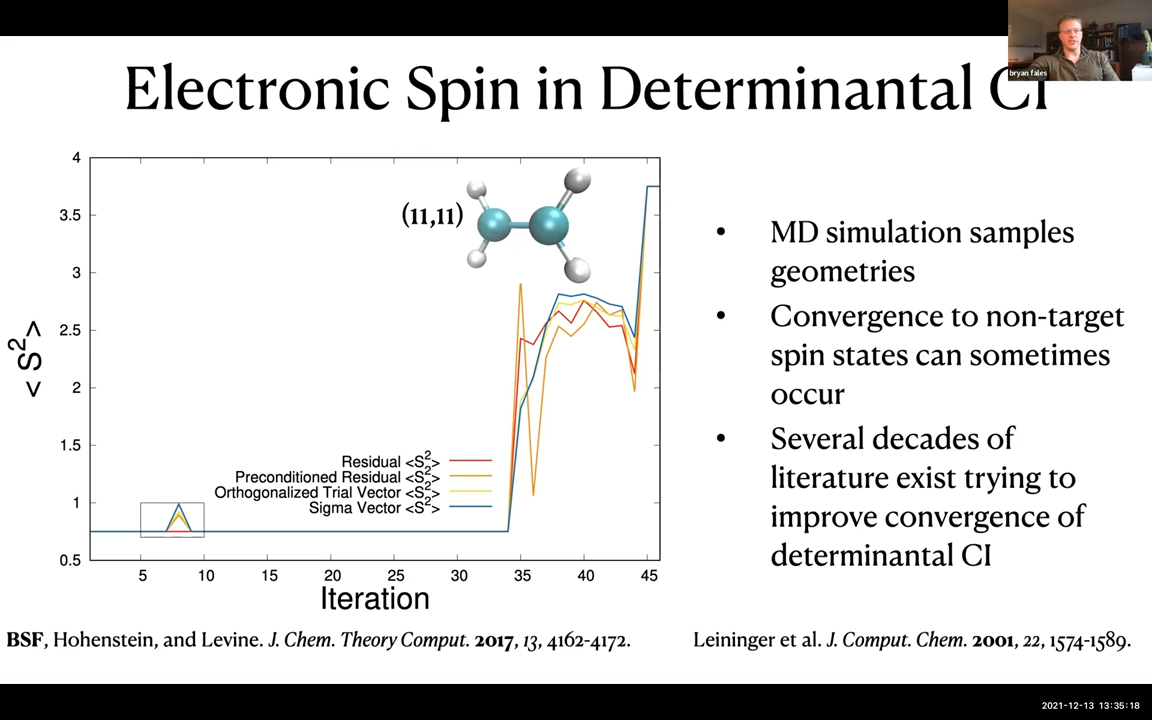 bryan fales
Electronic Spin in Determinantal CI
4
3.5
3
2.5
2
1.5
1
0.5
< S2 >
(11,11)
Residual <S2>
Preconditioned Residual <S2>
Orthogonalized Trial Vector <S2>
Sigma Vector <S2>
5 10 15 20 25 30 35 40 45
Iteration
• MD simulation samples
geometries
• Convergence to non-target
spin states can sometimes
occur
• Several decades of
literature exist trying to
improve convergence of
determinantal CI
BSF, Hohenstein, and Levine. J. Chem. Theory Comput. 2017, 13, 4162-4172.
Leininger et al. J. Comput. Chem. 2001, 22, 1574-1589.
2021-12-13 13:35:18